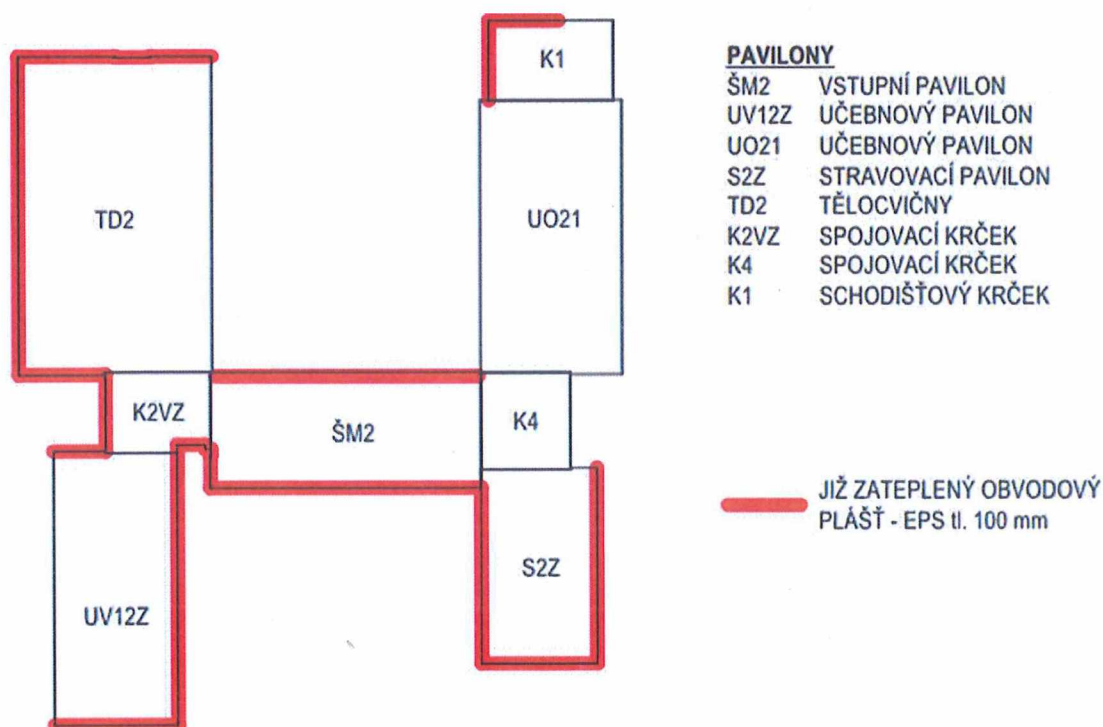 K1
TD2
UO21
K2VZ
ŠM2
K4
S2Z
UV12Z
PAVILONY
ŠM2 VSTUPNÍ PAVILON
UV12Z UČEBNOVÝ PAVILON
UO21 UČEBNOVÝ PAVILON
S2Z STRAVOVACÍ PAVILON
TD2 TĚLOCVIČNY
K2VZ SPOJOVACÍ KRČEK
K4 SPOJOVACÍ KRČEK
K1 SCHODIŠŤOVÝ KRČEK
JIŽ ZATEPLENÝ OBVODOVÝ
PLÁŠŤ - EPS tl. 100 mm